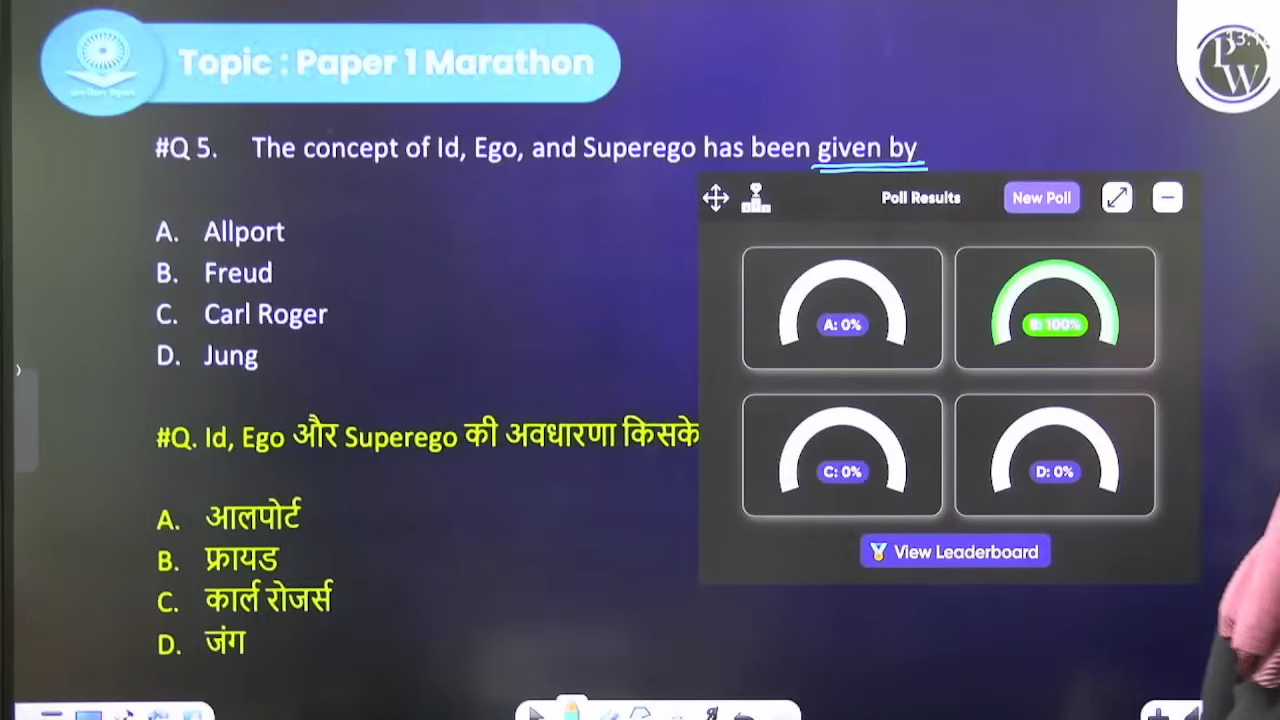 Topic : Paper 1 Marathon
#Q 5. The concept of Id, Ego, and Superego has been given by
A. Allport
B. Freud
C. Carl Roger
D. Jung
#Q. Id, Ego और Superego की अवधारणा किसके
A. आलपोर्ट
B. फ्रायड
C. कार्ल रोजर्स
D. जंग
Poll Results
New Poll
A: 0%
B: 100%
C: 0%
D: 0%
View Leaderboard
PW